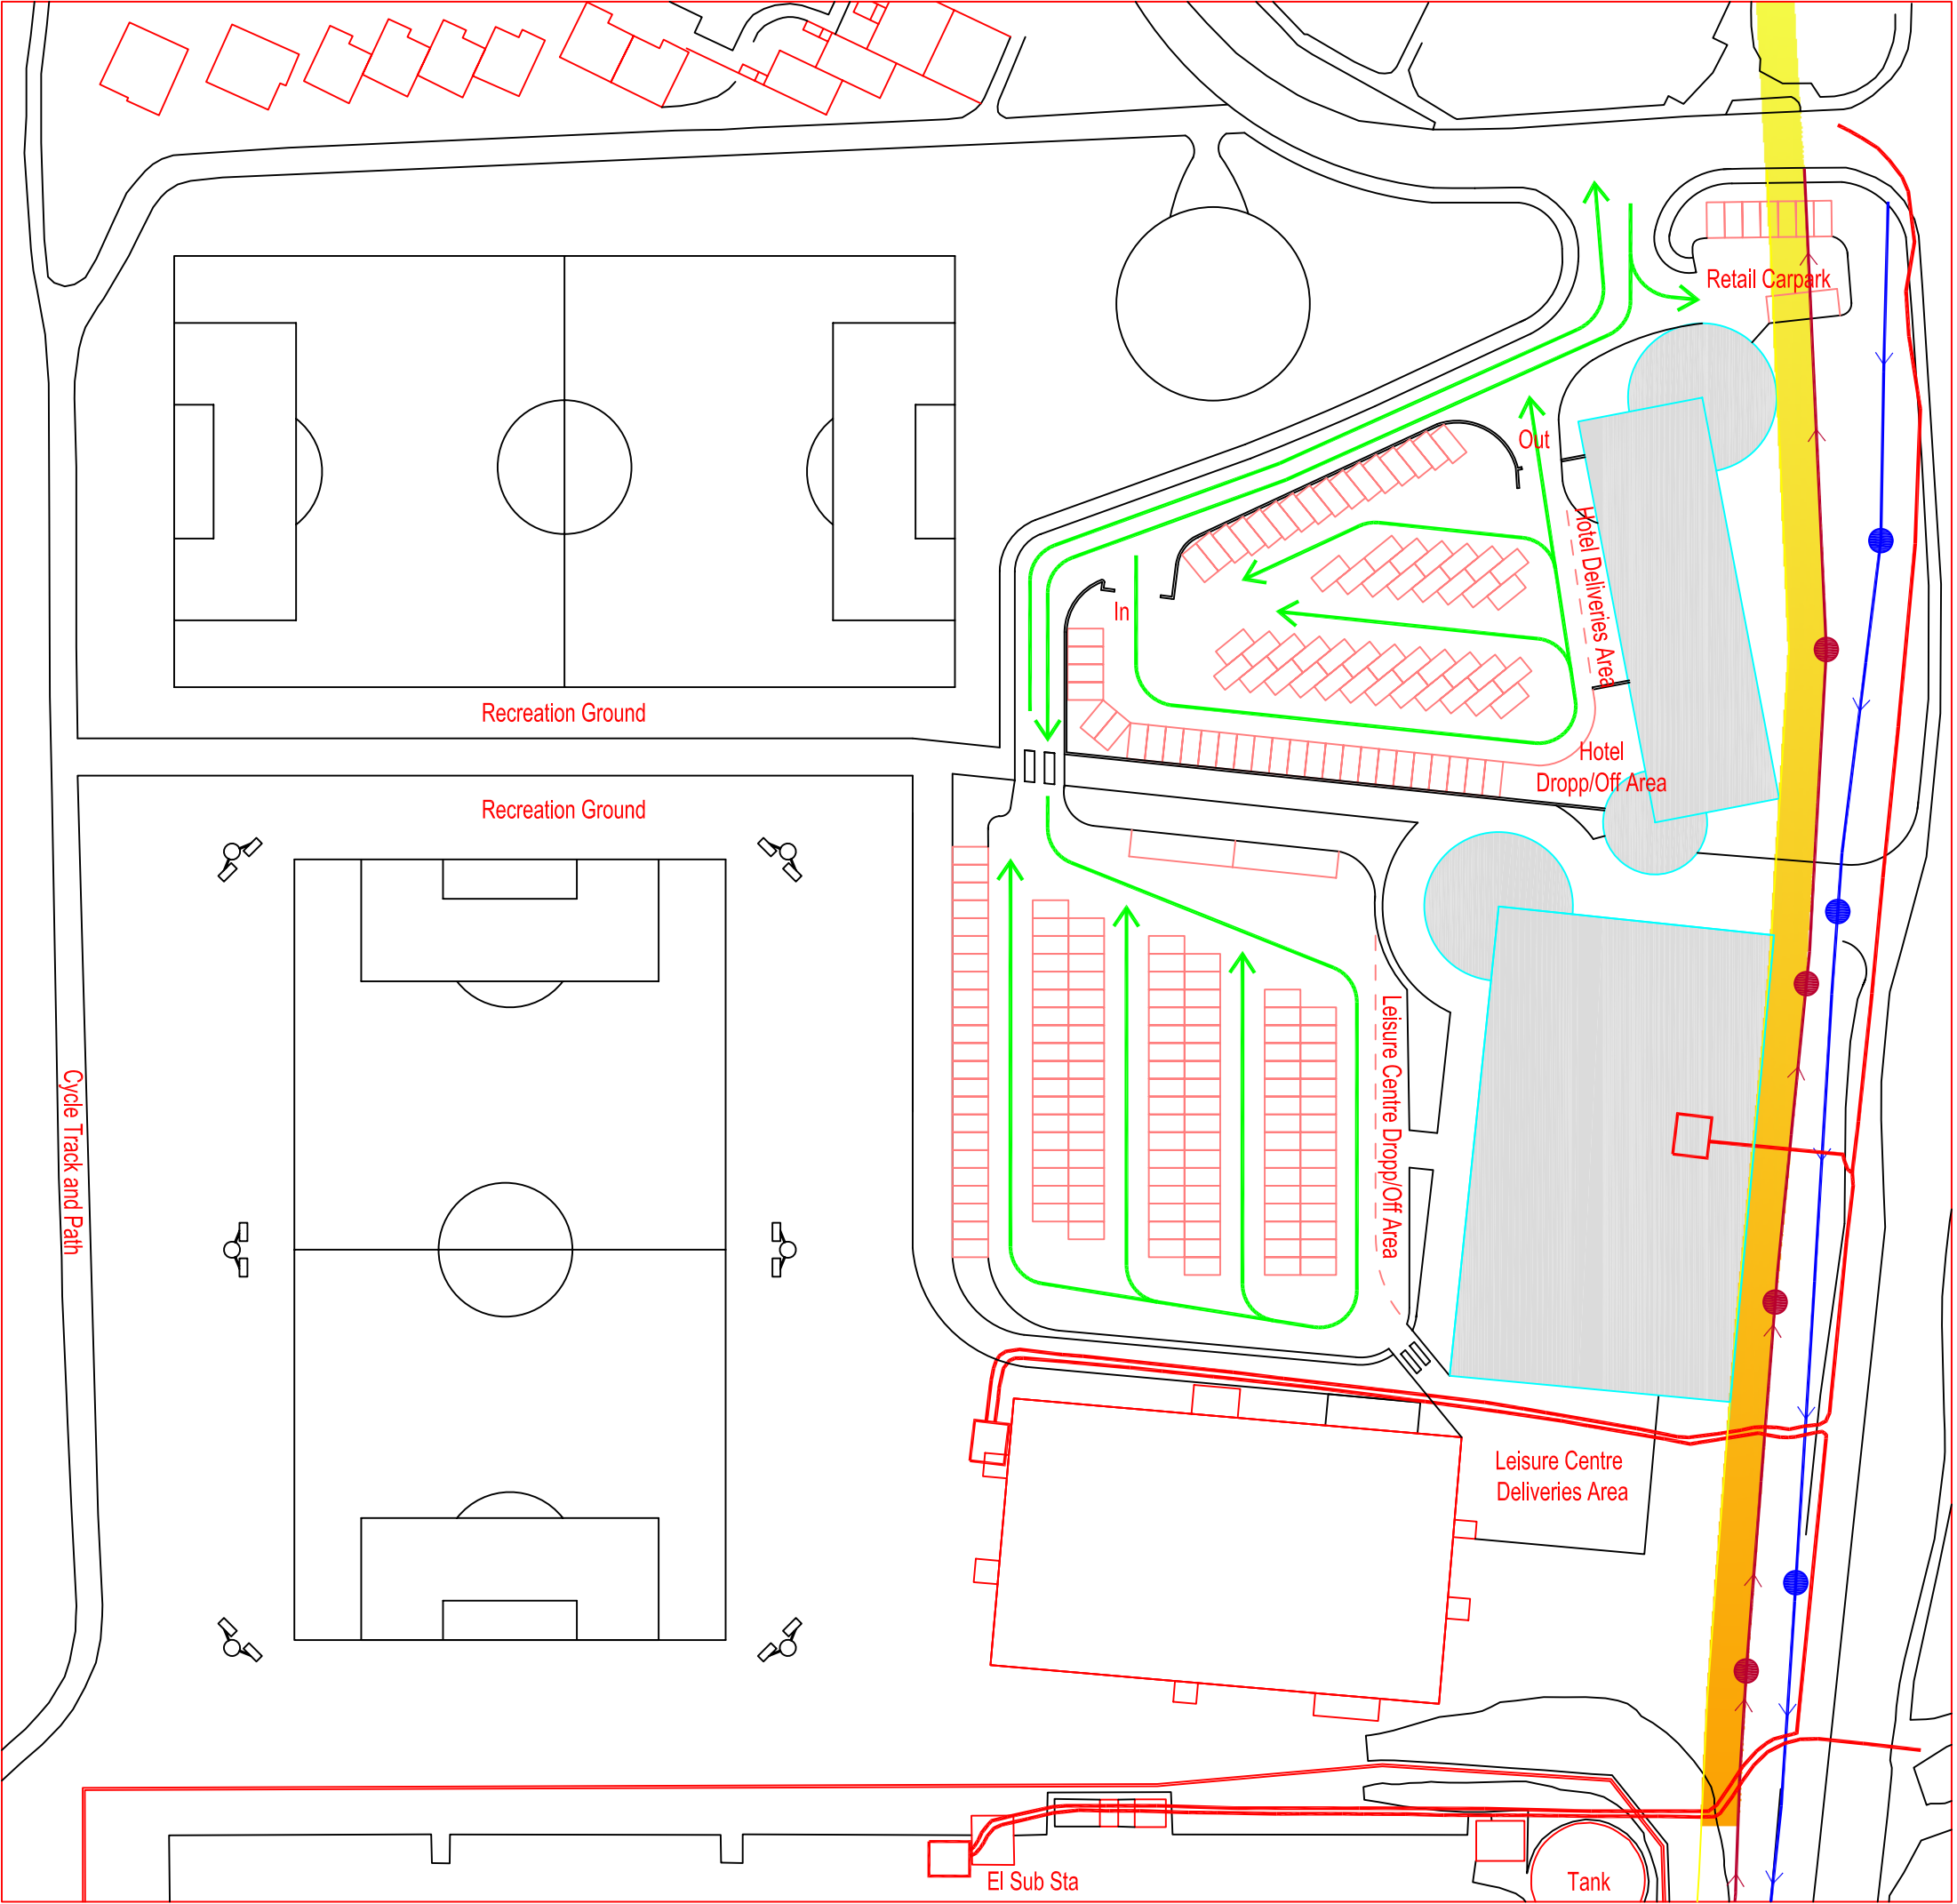 Retail Carpark
Out
Hotel Deliveries Area
In
Recreation Ground
Hotel
Dropp/Off Area
Recreation Ground
Leisure Centre Dropp/Off Area
Cycle Track and Path
Leisure Centre
Deliveries Area
El Sub Sta
Tank